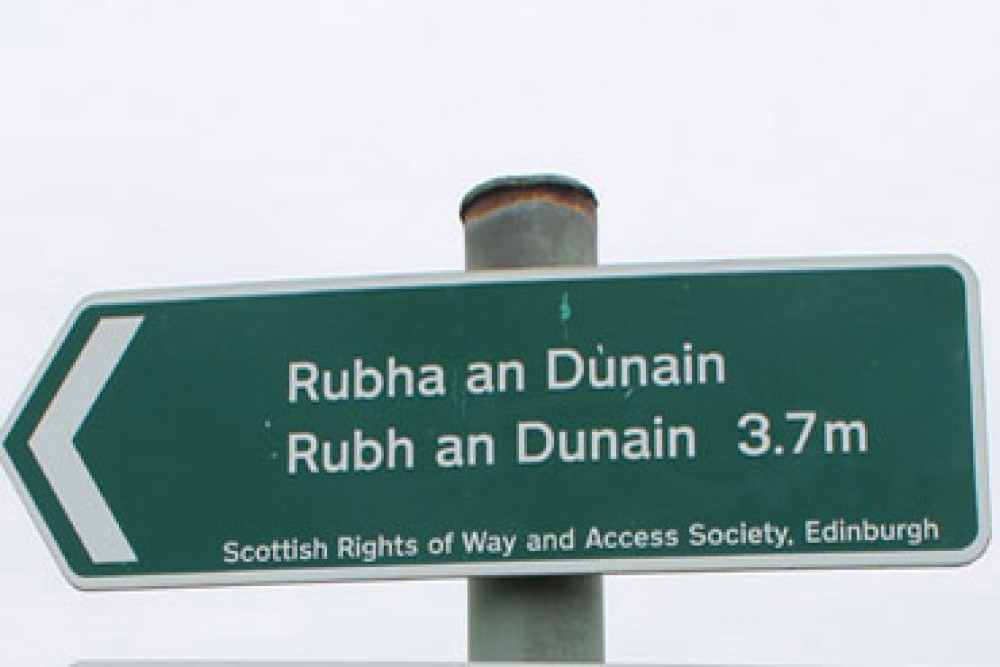 Rubha an Dùnain
Rubh an Dunain 3.7m
Scottish Rights of Way and Access Society, Edinburgh